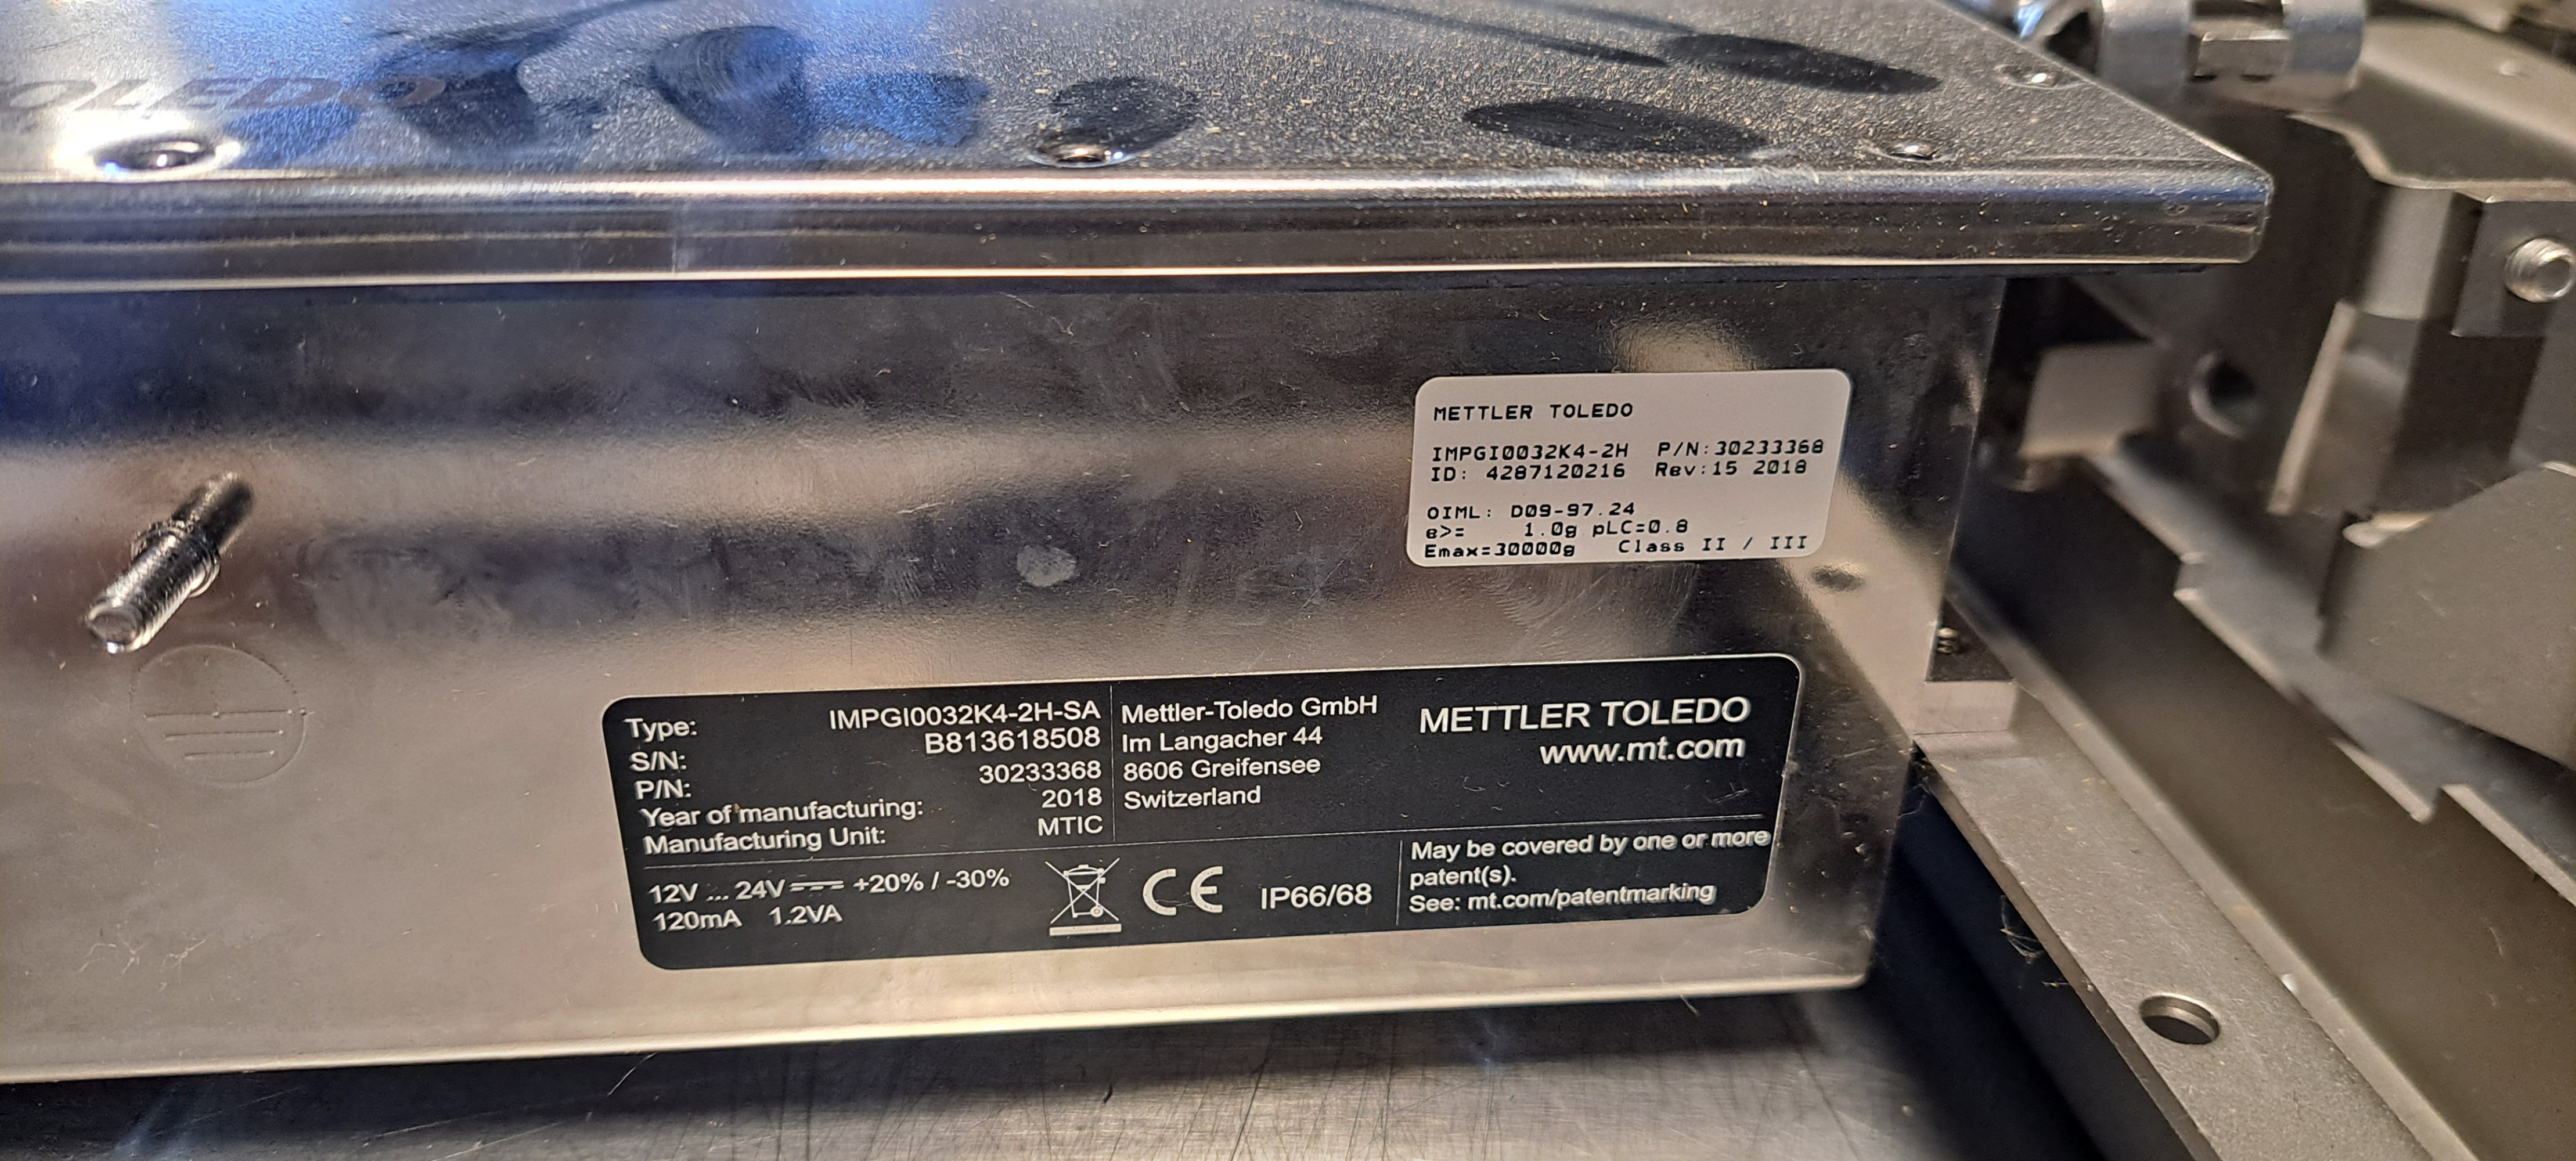 OLEDO
METTLER TOLEDO
IMPGI0032K4-2H P/N:30233368
ID: 4287120216 Rev:15 2018
OIML: D09-97.24
e>= 1.0g pLC=0.8
Emax=30000g Class II / III
Type: IMPGI0032K4-2H-SA
S/N: B813618508
P/N: 30233368
Year of manufacturing: 2018
Manufacturing Unit: MTIC
Mettler-Toledo GmbH
Im Langacher 44
8606 Greifensee
Switzerland
METTLER TOLEDO
www.mt.com
12V ... 24V +20% / -30%
120mA 1.2VA
CE
IP66/68
May be covered by one or more
patent(s).
See: mt.com/patentmarking